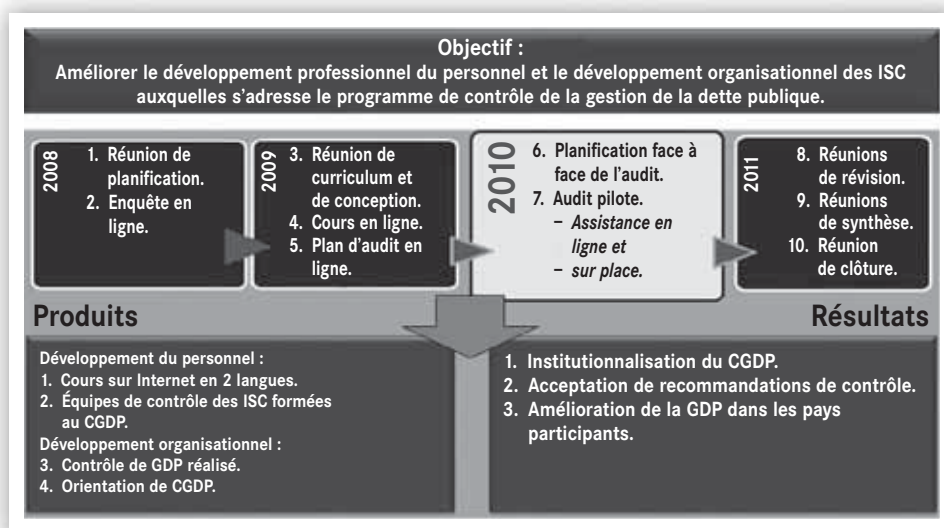 Objectif :
Améliorer le développement professionnel du personnel et le développement organisationnel des ISC
auxquelles s'adresse le programme de contrôle de la gestion de la dette publique.
2008
1. Réunion de
planification.
2. Enquête en
ligne.
2009
3. Réunion de
curriculum et
de conception.
4. Cours en ligne.
5. Plan d'audit en
ligne.
2010
6. Planification face à
face de l'audit.
7. Audit pilote.
– Assistance en
ligne et
– sur place.
2011
8. Réunions
de révision.
9. Réunions
de synthèse.
10. Réunion
de clôture.
Produits
Développement du personnel :
1. Cours sur Internet en 2 langues.
2. Équipes de contrôle des ISC formées
au CGDP.
Développement organisationnel :
3. Contrôle de GDP réalisé.
4. Orientation de CGDP.
Résultats
1. Institutionnalisation du CGDP.
2. Acceptation de recommandations de contrôle.
3. Amélioration de la GDP dans les pays
participants.